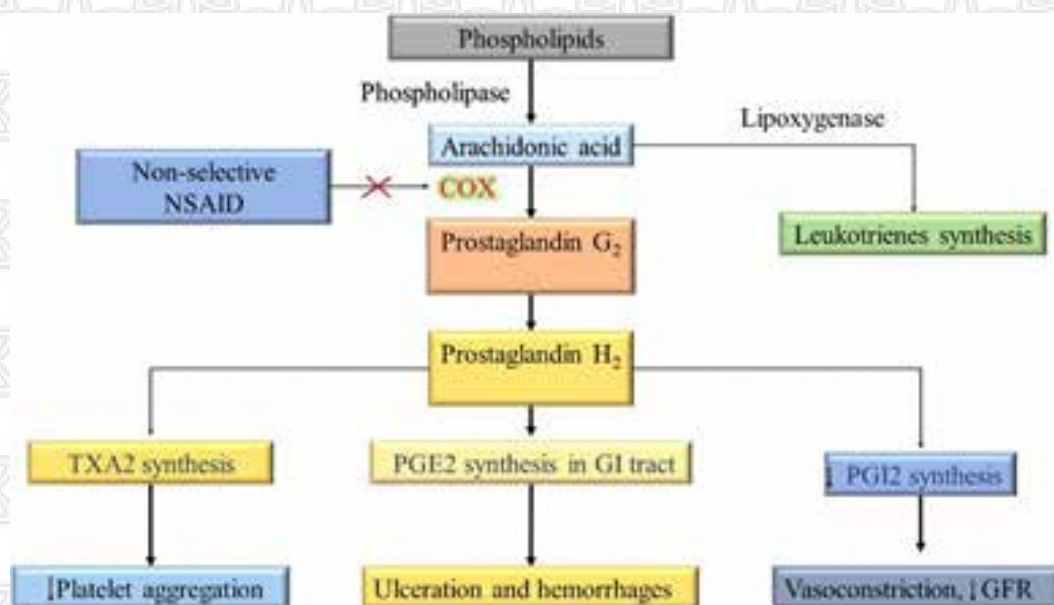 Phospholipids
Phospholipase
Lipoxygenase
Arachidonic acid
Non-selective
NSAID
COX
Prostaglandin G₂
Leukotrienes synthesis
Prostaglandin H₂
TXA2 synthesis
PGE2 synthesis in GI tract
↓ PGI2 synthesis
↓Platelet aggregation
Ulceration and hemorrhages
Vasoconstriction, ↓GFR